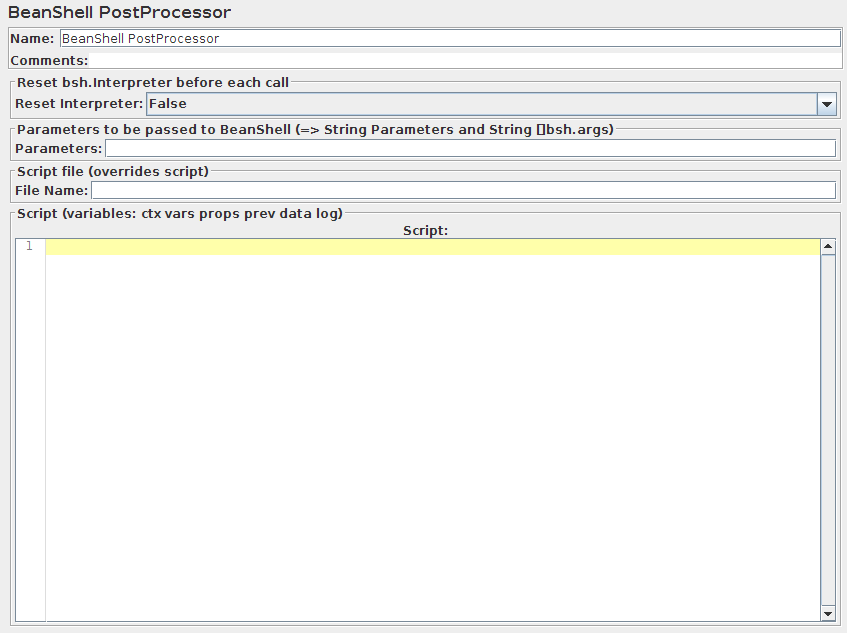 BeanShell PostProcessor
Name: BeanShell PostProcessor
Comments:
Reset bsh.Interpreter before each call
Reset Interpreter: False
Parameters to be passed to BeanShell (=> String Parameters and String []bsh.args)
Parameters:
Script file (overrides script)
File Name:
Script (variables: ctx vars props prev data log)
Script:
1